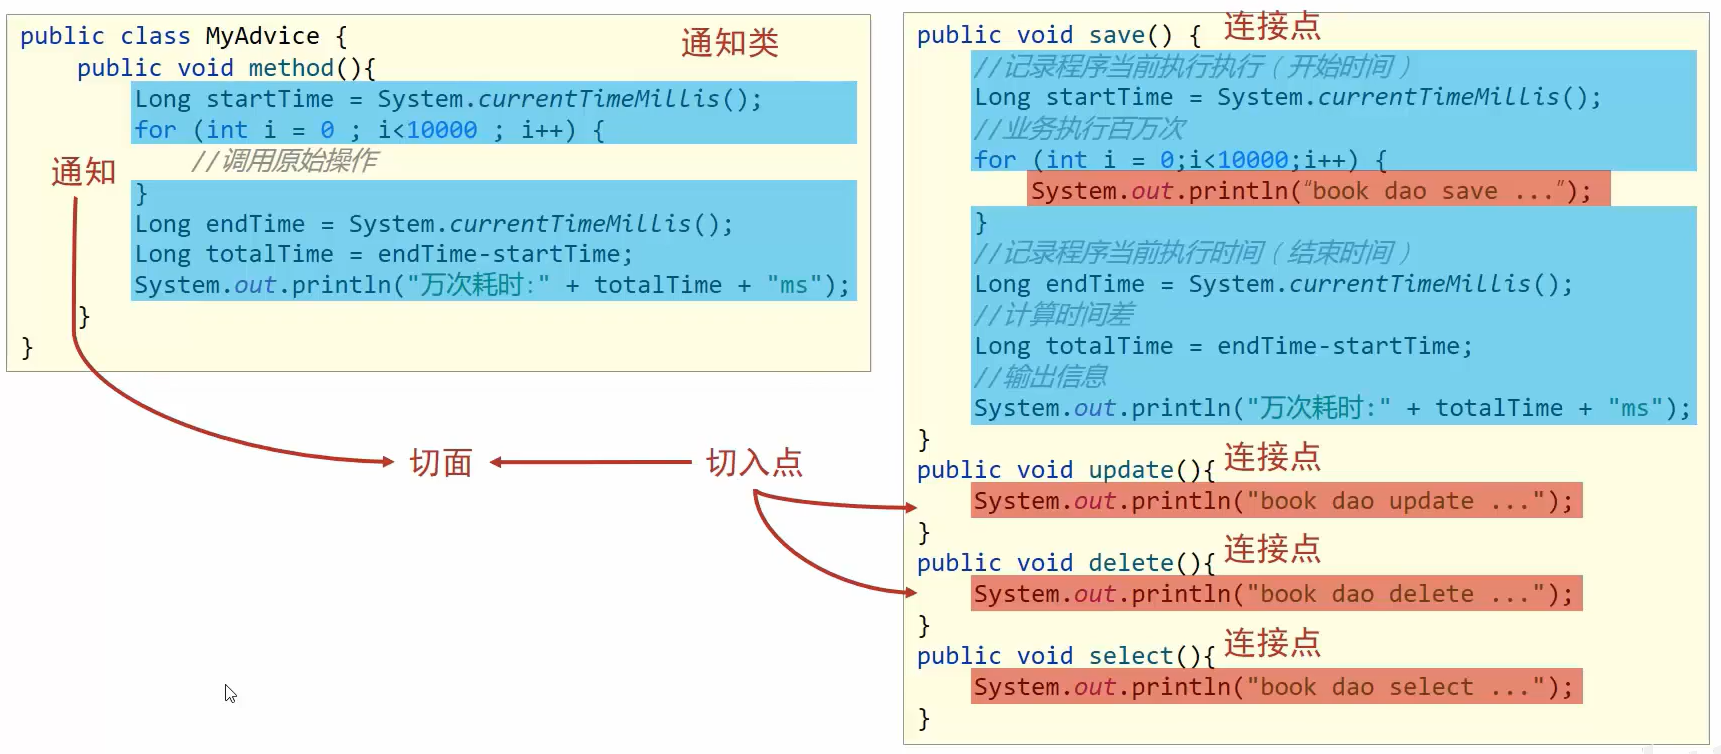 public class MyAdvice {
通知类
public void method(){
Long startTime = System.currentTimeMillis();
for (int i = 0 ; i<10000 ; i++) {
//调用原始操作
通知
}
Long endTime = System.currentTimeMillis();
Long totalTime = endTime-startTime;
System.out.println("万次耗时:" + totalTime + "ms");
}
}
切面
切入点
public void save() {
连接点
//记录程序当前执行执行（开始时间）
Long startTime = System.currentTimeMillis();
//业务执行百万次
for (int i = 0;i<10000;i++) {
System.out.println(“book dao save ...”);
}
//记录程序当前执行时间（结束时间）
Long endTime = System.currentTimeMillis();
//计算时间差
Long totalTime = endTime-startTime;
//输出信息
System.out.println("万次耗时:" + totalTime + "ms");
}
public void update(){
连接点
System.out.println("book dao update ...");
}
public void delete(){
连接点
System.out.println("book dao delete ...");
}
public void select(){
连接点
System.out.println("book dao select ...");
}